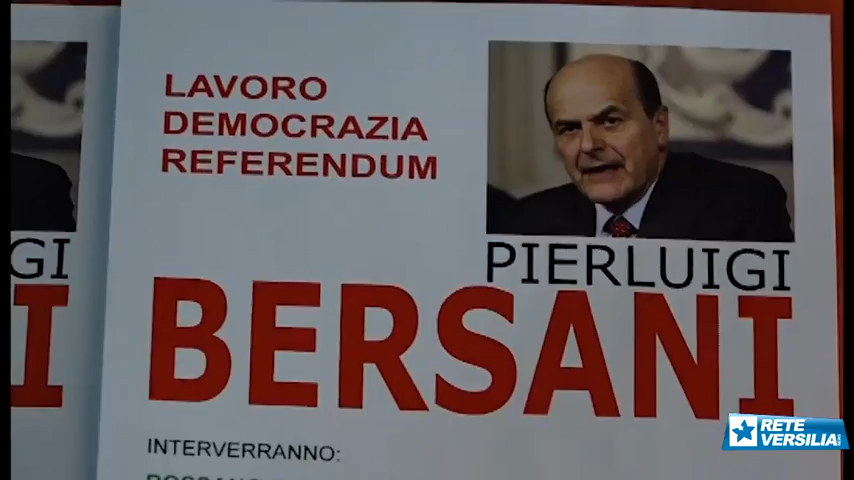 LAVORO
DEMOCRAZIA
REFERENDUM
PIERLUIGI
BERSANI
INTERVERRANNO:
GI
I
RETE
VERSILIA